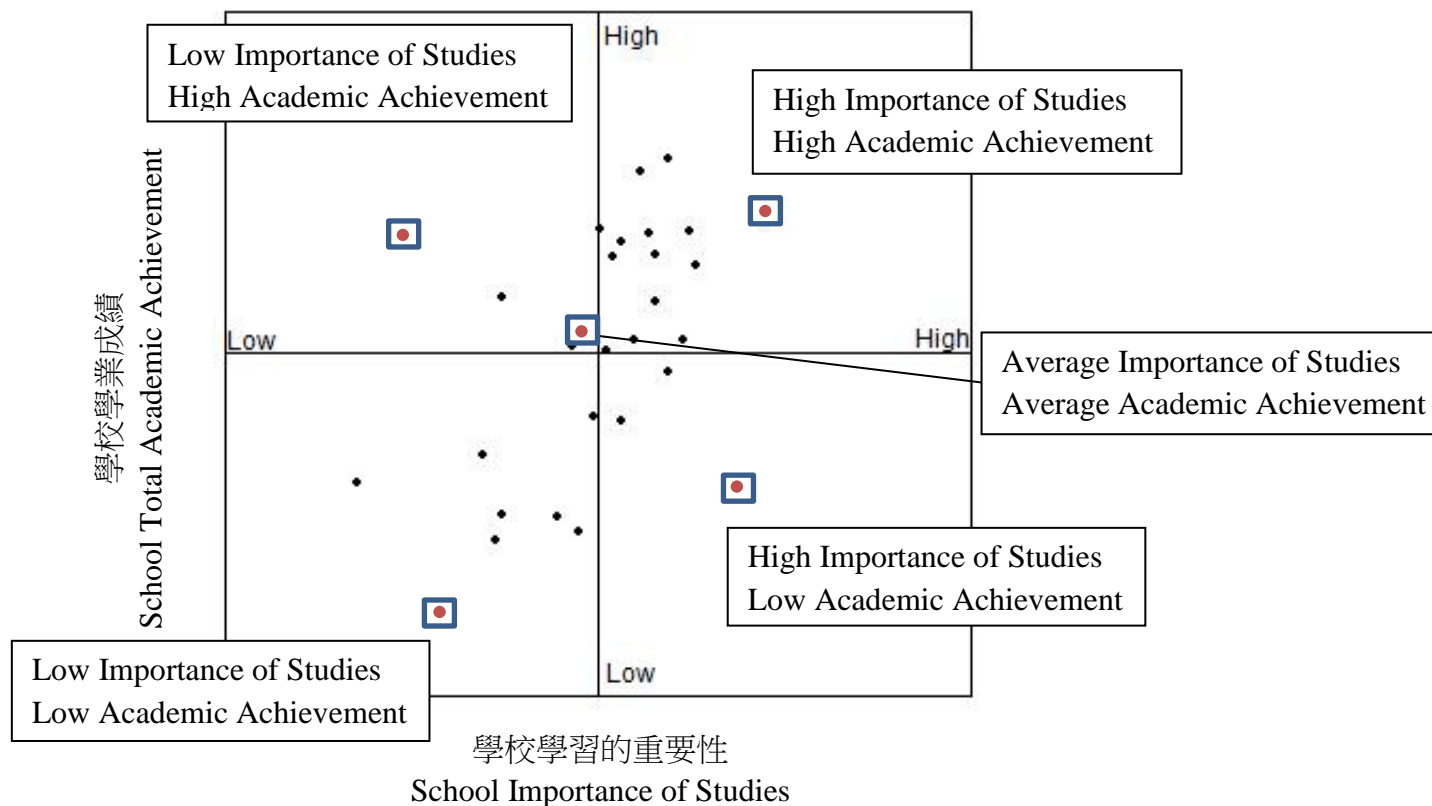 Low Importance of Studies
High Academic Achievement
High
High Importance of Studies
High Academic Achievement
學校學業成績
School Total Academic Achievement
Low
High
Average Importance of Studies
Average Academic Achievement
High Importance of Studies
Low Academic Achievement
Low Importance of Studies
Low Academic Achievement
Low
學校學習的重要性
School Importance of Studies